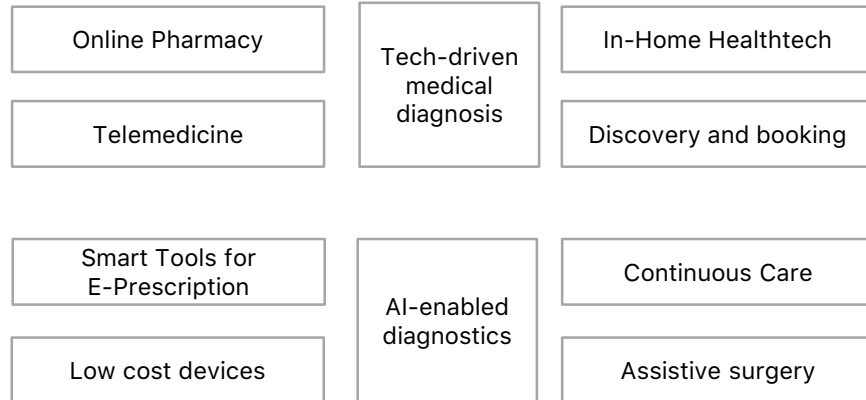 Online Pharmacy
Telemedicine
Tech-driven
medical
diagnosis
In-Home Healthtech
Discovery and booking
Smart Tools for
E-Prescription
Low cost devices
AI-enabled
diagnostics
Continuous Care
Assistive surgery